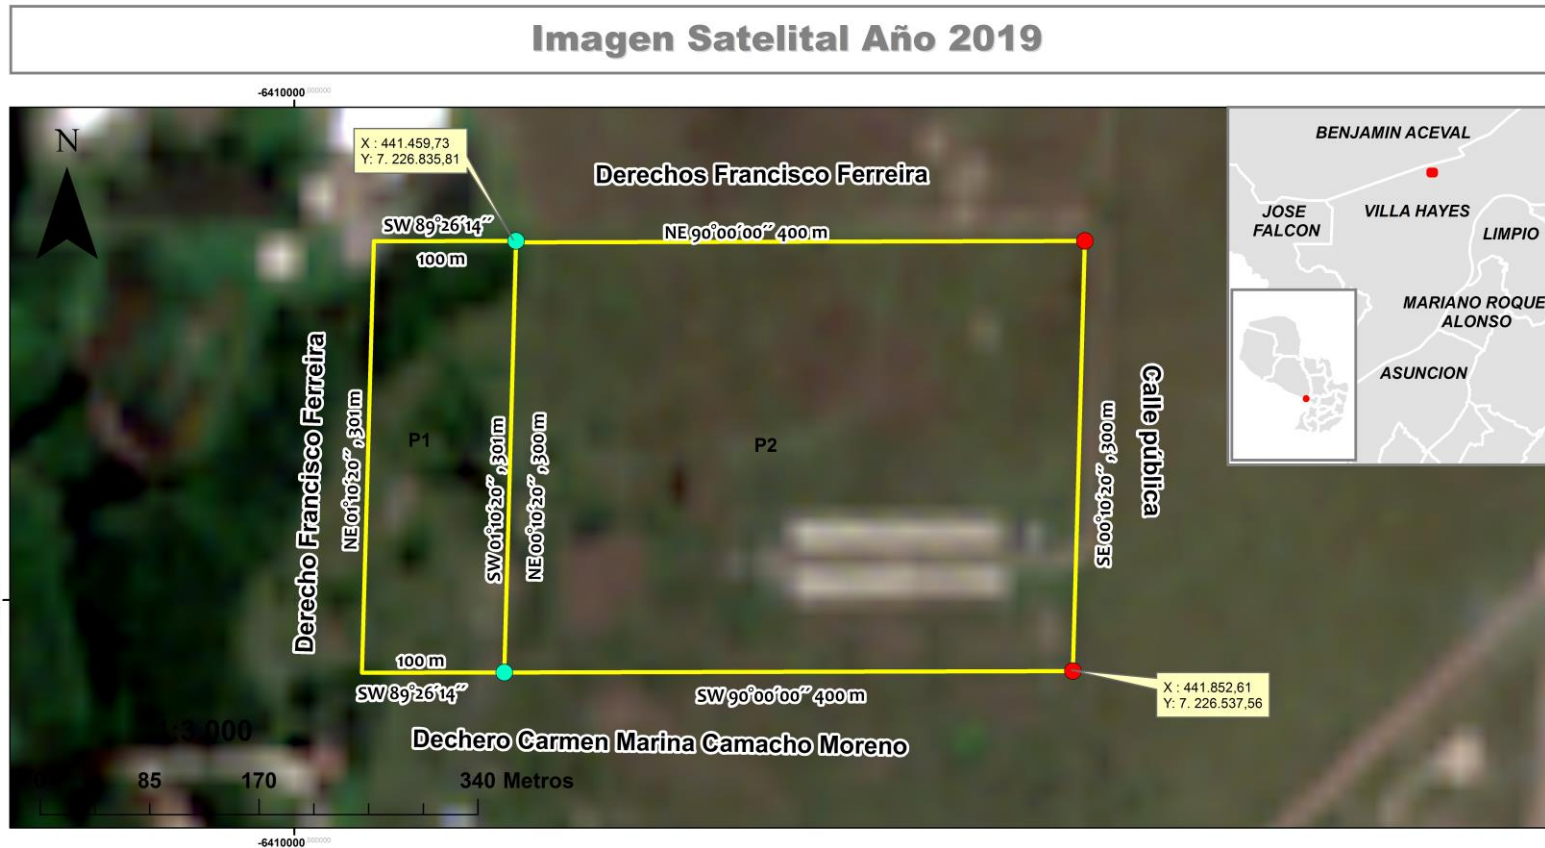 Imagen Satelital Año 2019
-6410000
N
X : 441.459,73
Y: 7. 226.835,81
Derechos Francisco Ferreira
SW 89°26´14´´
100 m
NE 90°00´00´´ 400 m
Derecho Francisco Ferreira
NE 01°10´20´´ , 301 m
P1
SW 01°10´20´´ , 301 m
NE 00°10´20´´ , 300 m
P2
SE 00°10´20´´ , 300 m
Calle pública
100 m
SW 89°26´14´´
SW 90°00´00´´ 400 m
X : 441.852,61
Y: 7. 226.537,56
Dechero Carmen Marina Camacho Moreno
:3.000
0 85 170 340 Metros
-6410000
BENJAMIN ACEVAL
JOSE
FALCON
VILLA HAYES
LIMPIO
MARIANO ROQUE
ALONSO
ASUNCION